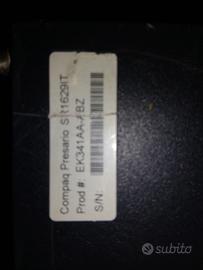 Compaq Presario SR1629IT
Prod #: EK341AA-ABZ
S/N:
subito